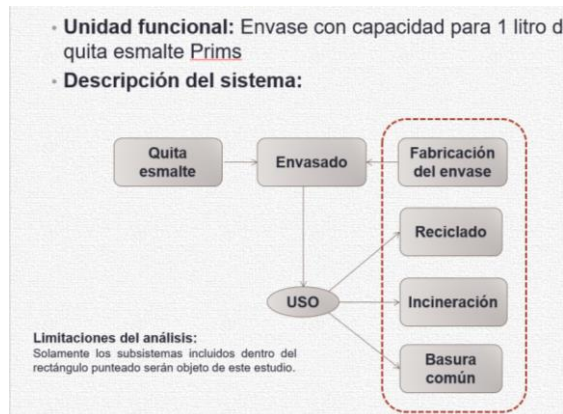 · Unidad funcional: Envase con capacidad para 1 litro d
quita esmalte Prims
· Descripción del sistema:
Quita
esmalte
Envasado
Fabricación
del envase
Reciclado
USO
Incineración
Basura
común
Limitaciones del análisis:
Solamente los subsistemas incluidos dentro del
rectángulo punteado serán objeto de este estudio.